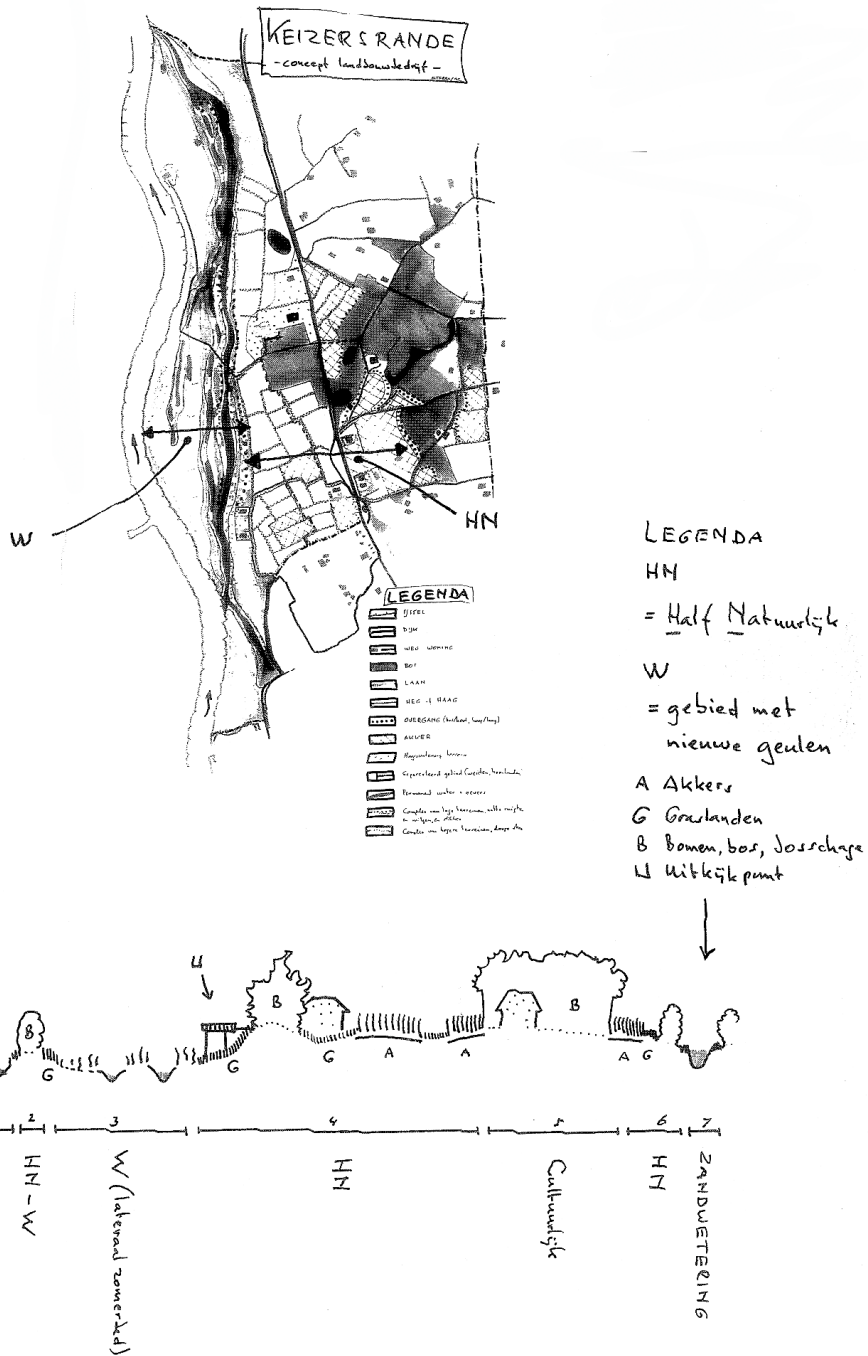 KEIZERSRANDE
-concept landbouwbedrijf-
W
HN
LEGENDA
IJSSEL
DIJK
WEG WONING
BOS
LAAN
HEG of HAAG
OVERGANG
AKKER
Permanent water + oevers
LEGENDA
HN
= Half Natuurlijk
W
= gebied met
nieuwe geulen
A Akkers
G Graslanden
B Bomen, bos, bosschage
U Uitkijkpunt
U
B
G
G
B
G
A
A
B
A
G
2
3
4
5
6
7
HN-W
W (lateraal zomerbed)
HN
Cultuurlijk
HN
ZANDWETERING